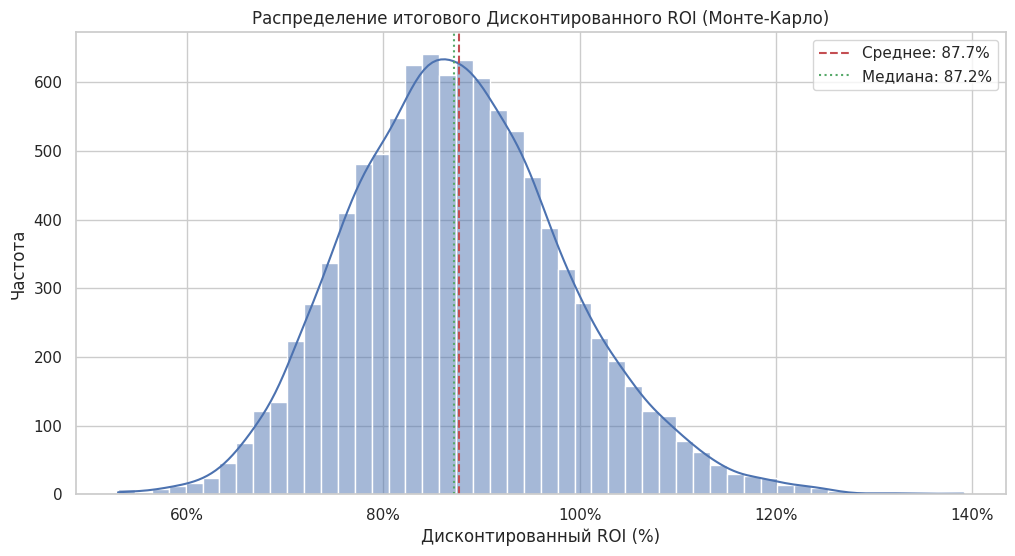 Распределение итогового Дисконтированного ROI (Монте-Карло)
Среднее: 87.7%
Медиана: 87.2%
Частота
600
500
400
300
200
100
0
60%
80%
100%
120%
140%
Дисконтированный ROI (%)